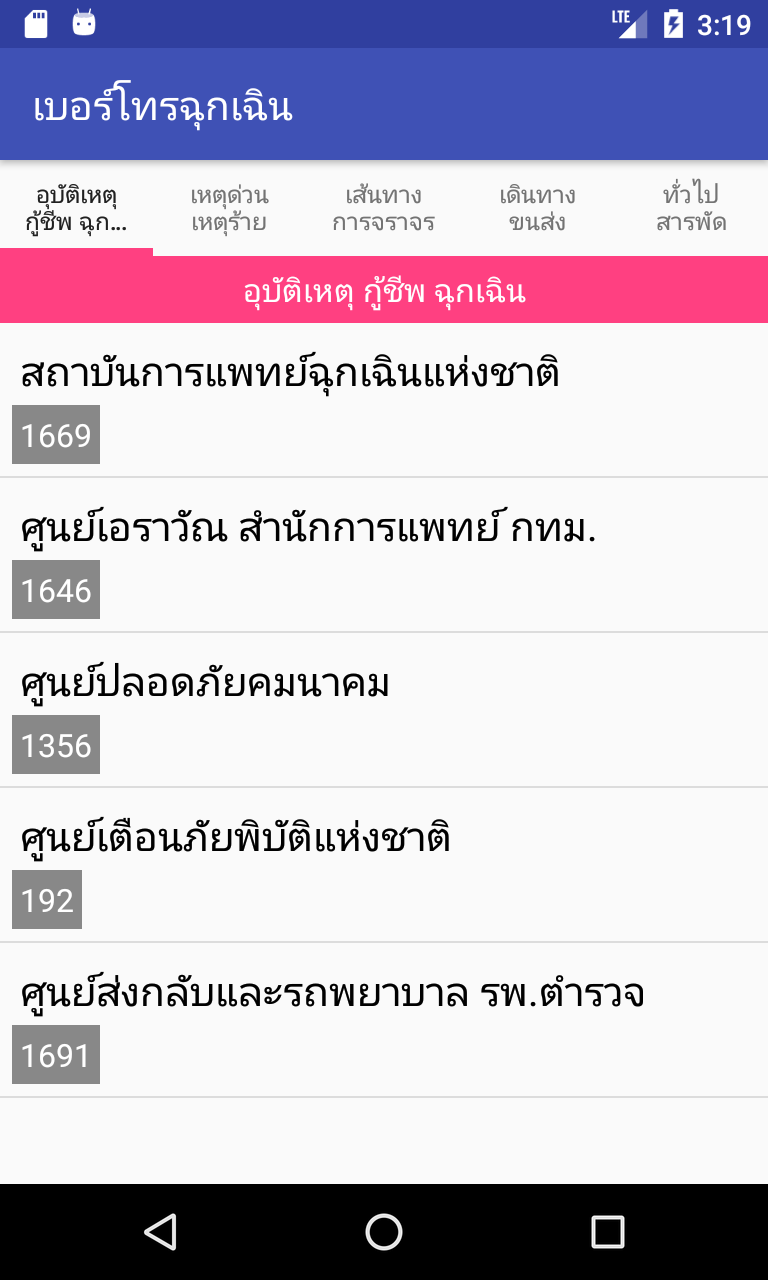 LTE 3:19
เบอร์โทรฉุกเฉิน
อุบัติเหตุ
กู้ชีพ ฉุก...
เหตุด่วน
เหตุร้าย
เส้นทาง
การจราจร
เดินทาง
ขนส่ง
ทั่วไป
สารพัด
อุบัติเหตุ กู้ชีพ ฉุกเฉิน
สถาบันการแพทย์ฉุกเฉินแห่งชาติ
1669
ศูนย์เอราวัณ สำนักการแพทย์ กทม.
1646
ศูนย์ปลอดภัยคมนาคม
1356
ศูนย์เตือนภัยพิบัติแห่งชาติ
192
ศูนย์ส่งกลับและรถพยาบาล รพ.ตำรวจ
1691